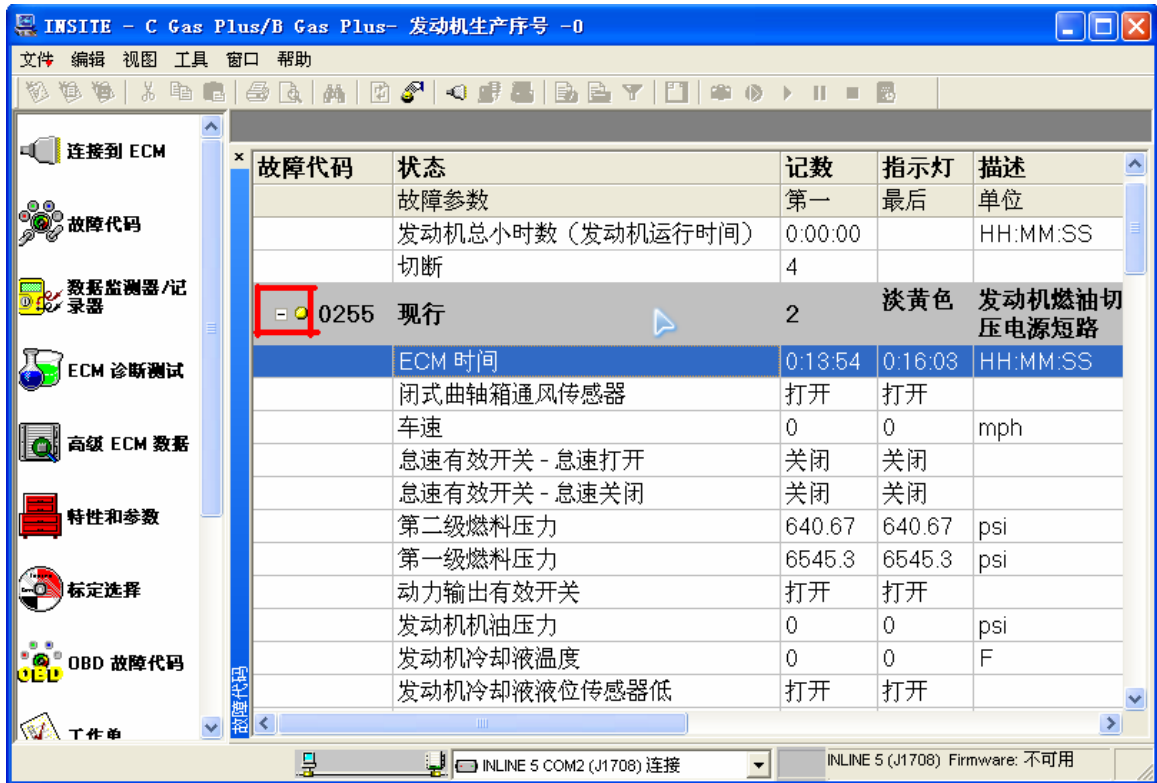 INSITE - C Gas Plus/B Gas Plus- 发动机生产序号 -0
文件 编辑 视图 工具 窗口 帮助
连接到 ECM
故障代码
数据监测器/记
录器
ECM 诊断测试
高级 ECM 数据
特性和参数
标定选择
OBD 故障代码
工作单
故障代码
故障代码 状态 记数 指示灯 描述
故障参数 第一 最后 单位
发动机总小时数（发动机运行时间） 0:00:00 HH:MM:SS
切断 4
0255 现行 2 淡黄色 发动机燃油切
压电源短路
ECM 时间 0:13:54 0:16:03 HH:MM:SS
闭式曲轴箱通风传感器 打开 打开
车速 0 0 mph
怠速有效开关 - 怠速打开 关闭 关闭
怠速有效开关 - 怠速关闭 关闭 关闭
第二级燃料压力 640.67 640.67 psi
第一级燃料压力 6545.3 6545.3 psi
动力输出有效开关 打开 打开
发动机机油压力 0 0 psi
发动机冷却液温度 0 0 F
发动机冷却液液位传感器低 打开 打开
INLINE 5 COM2 (J1708) 连接
INLINE 5 (J1708) Firmware: 不可用